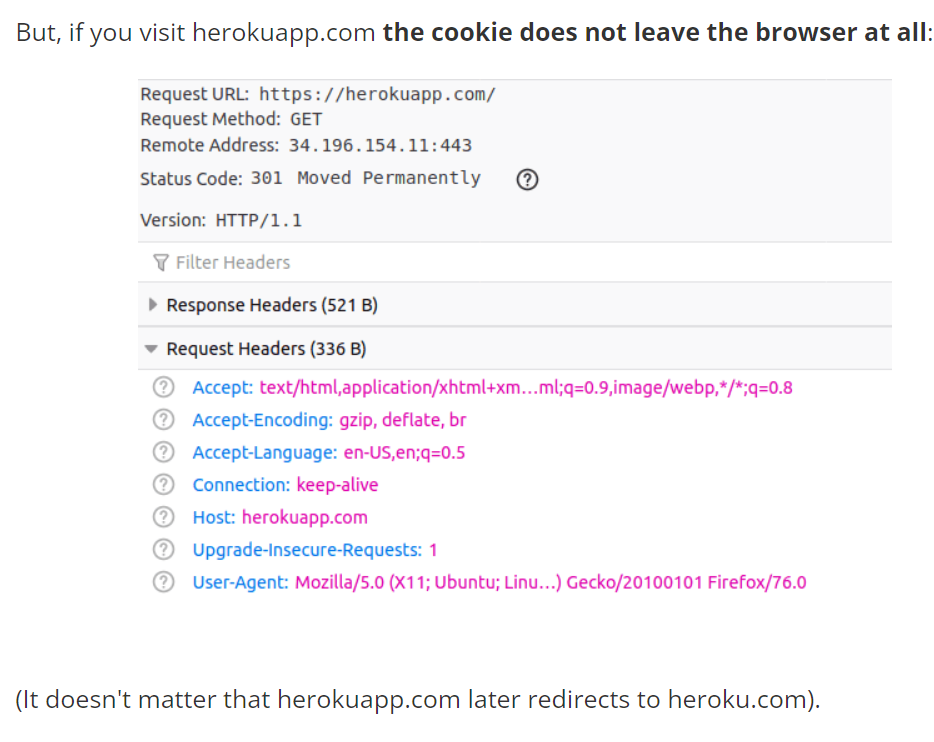 But, if you visit herokuapp.com the cookie does not leave the browser at all:
Request URL: https://herokuapp.com/
Request Method: GET
Remote Address: 34.196.154.11:443
Status Code: 301 Moved Permanently
Version: HTTP/1.1
Filter Headers
Response Headers (521 B)
Request Headers (336 B)
Accept: text/html,application/xhtml+xm…ml;q=0.9,image/webp,*/*;q=0.8
Accept-Encoding: gzip, deflate, br
Accept-Language: en-US,en;q=0.5
Connection: keep-alive
Host: herokuapp.com
Upgrade-Insecure-Requests: 1
User-Agent: Mozilla/5.0 (X11; Ubuntu; Linu…) Gecko/20100101 Firefox/76.0
(It doesn't matter that herokuapp.com later redirects to heroku.com).